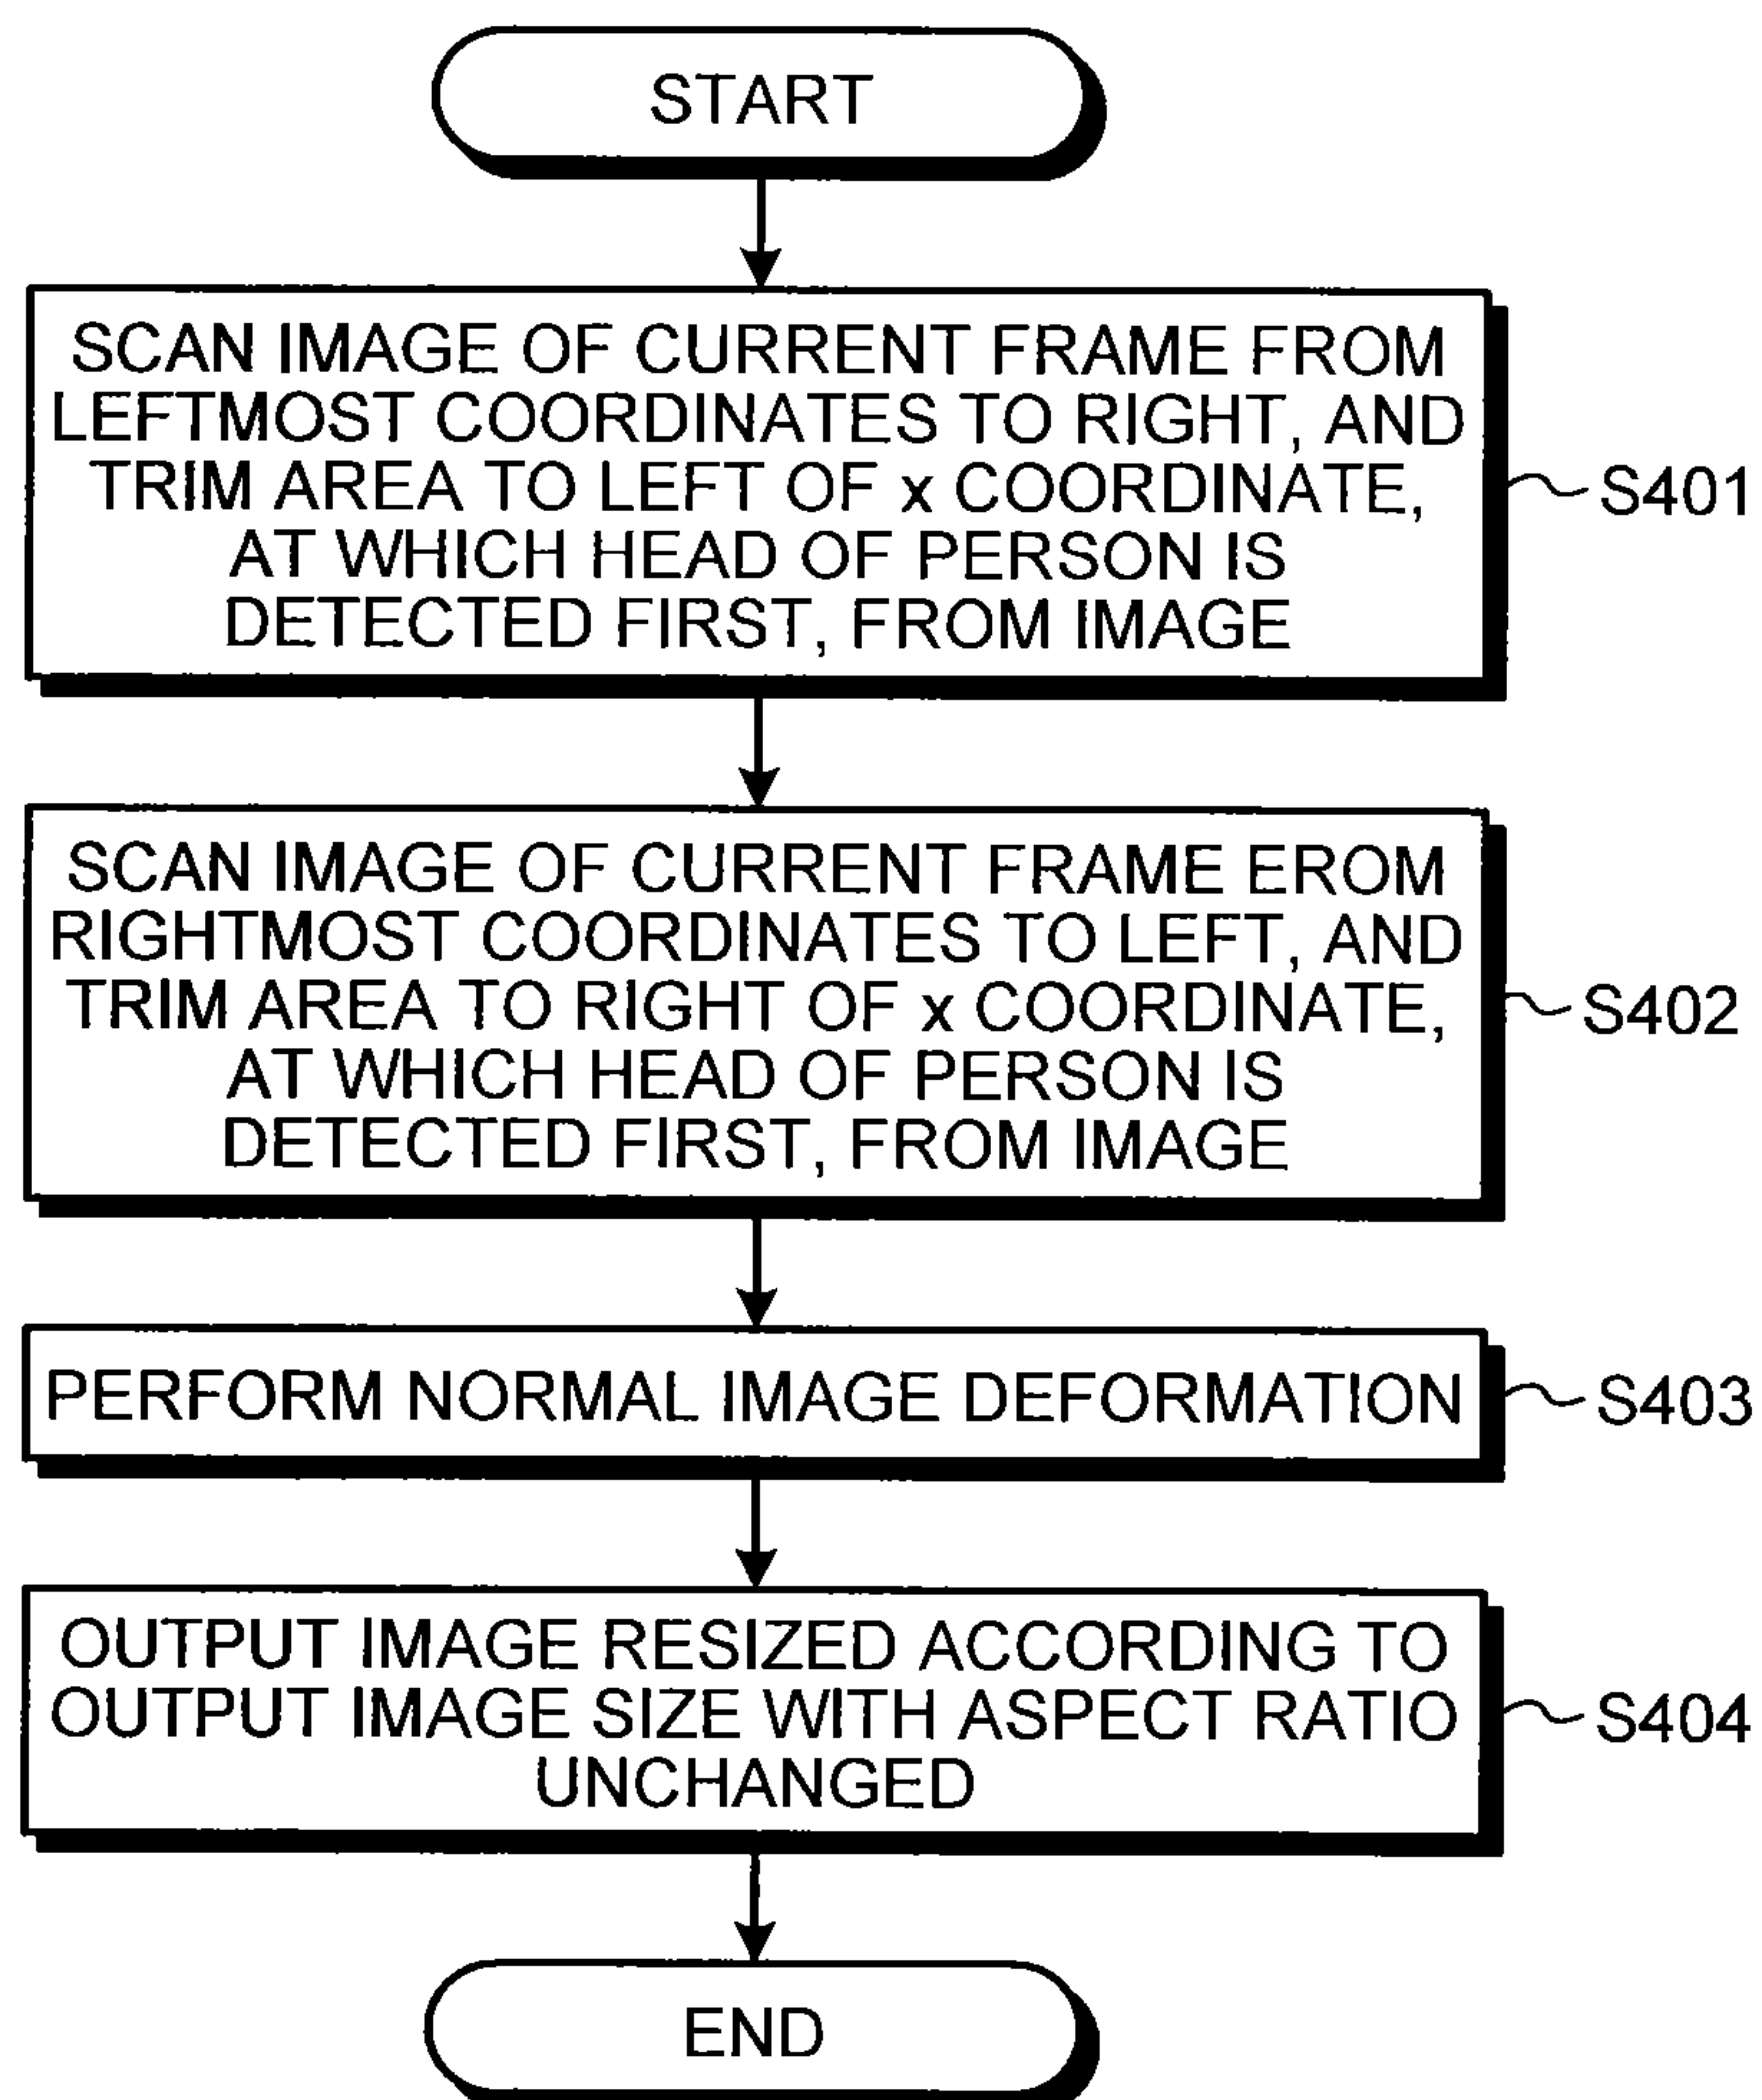 START
SCAN IMAGE OF CURRENT FRAME FROM
LEFTMOST COORDINATES TO RIGHT, AND
TRIM AREA TO LEFT OF x COORDINATE,
AT WHICH HEAD OF PERSON IS
DETECTED FIRST, FROM IMAGE
S401
SCAN IMAGE OF CURRENT FRAME EROM
RIGHTMOST COORDINATES TO LEFT, AND
TRIM AREA TO RIGHT OF x COORDINATE,
AT WHICH HEAD OF PERSON IS
DETECTED FIRST, FROM IMAGE
S402
PERFORM NORMAL IMAGE DEFORMATION
S403
OUTPUT IMAGE RESIZED ACCORDING TO
OUTPUT IMAGE SIZE WITH ASPECT RATIO
UNCHANGED
S404
END